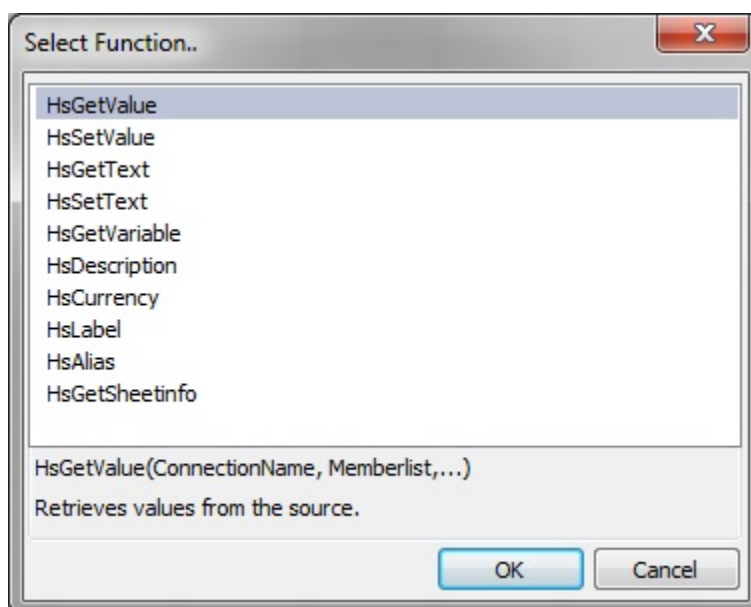 Select Function..
HsGetValue
HsSetValue
HsGetText
HsSetText
HsGetVariable
HsDescription
HsCurrency
HsLabel
HsAlias
HsGetSheetinfo
HsGetValue(ConnectionName, Memberlist,...)
Retrieves values from the source.
OK Cancel